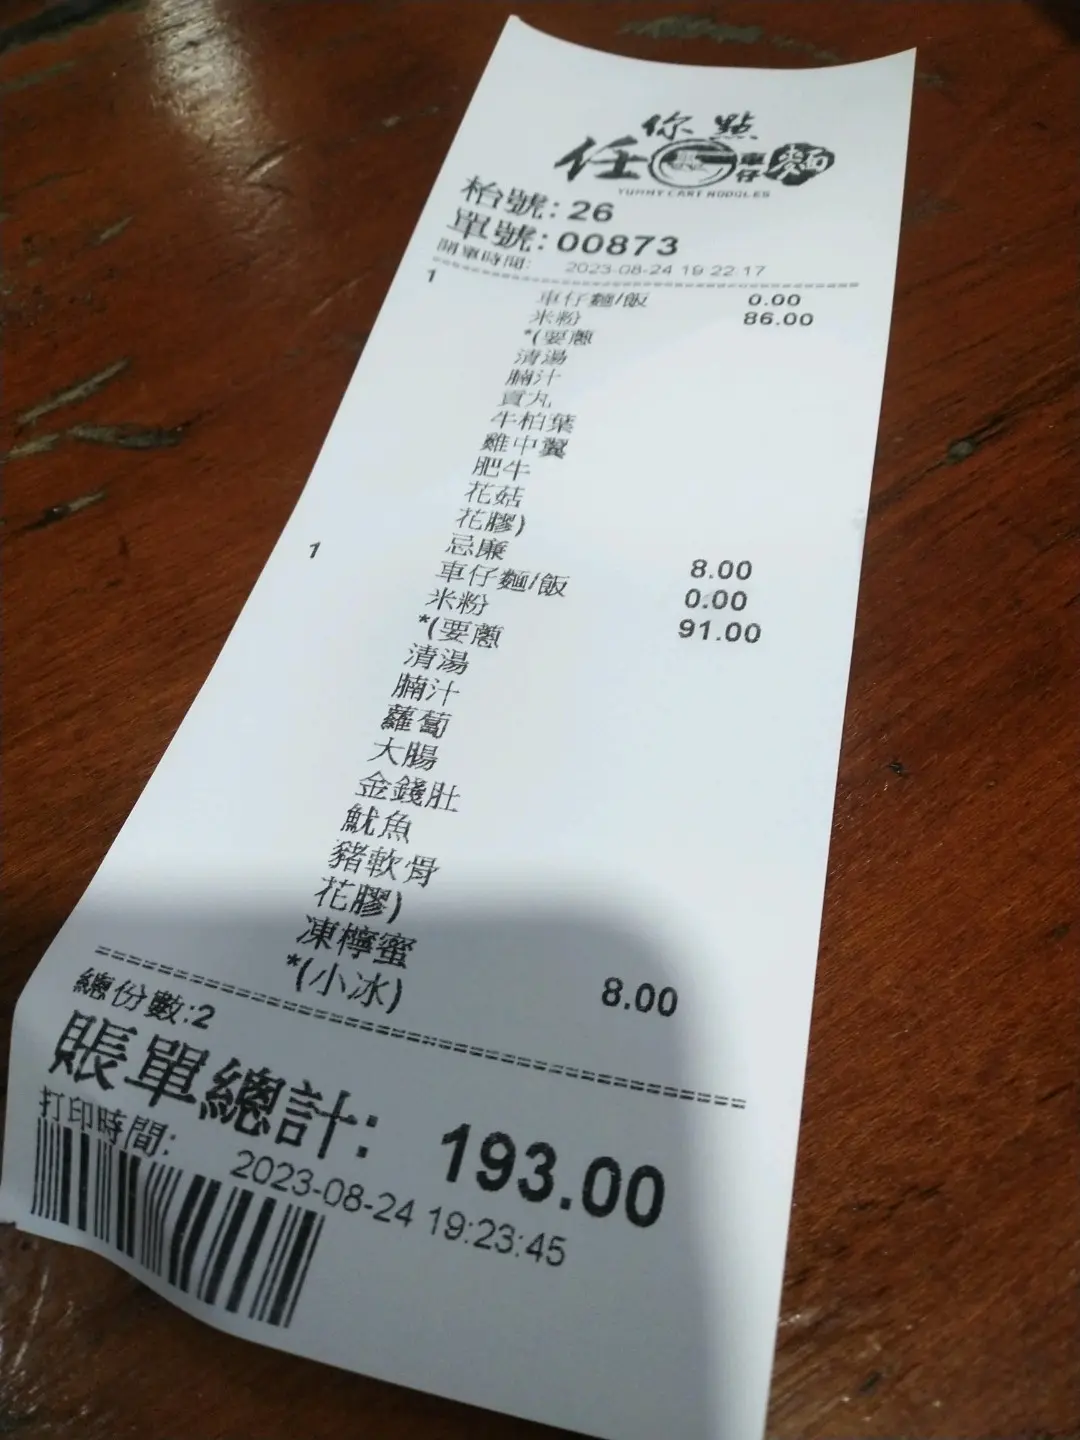 任你點
車仔麵
YUMMY CART NOODLES
枱號: 26
單號: 00873
開單時間: 2023-08-24 19:22:17
1 車仔麵/飯 0.00
米粉 86.00
*(要蔥
清湯
腩汁
貢丸
牛柏葉
雞中翼
肥牛
花菇
花膠)
忌廉 8.00
1 車仔麵/飯 0.00
米粉 91.00
*(要蔥
清湯
腩汁
蘿蔔
大腸
金錢肚
魷魚
豬軟骨
花膠)
凍檸蜜 8.00
*(小冰)
總份數:2
賬單總計: 193.00
打印時間: 2023-08-24 19:23:45